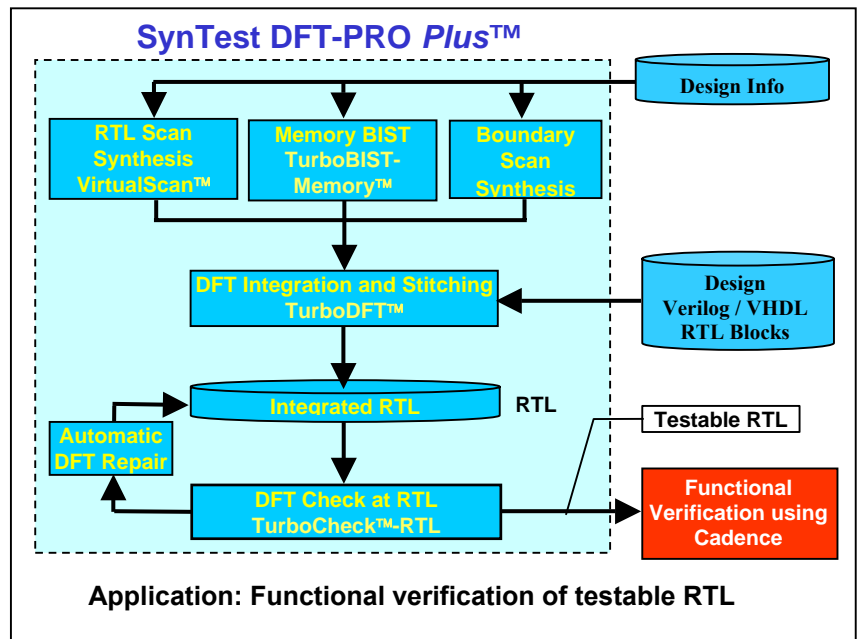 SynTest DFT-PRO Plus™
Design Info
RTL Scan
Synthesis
VirtualScan™
Memory BIST
TurboBIST-
Memory™
Boundary
Scan
Synthesis
DFT Integration and Stitching
TurboDFT™
Design
Verilog / VHDL
RTL Blocks
Integrated RTL
RTL
Testable RTL
Automatic
DFT Repair
DFT Check at RTL
TurboCheck™-RTL
Functional
Verification using
Cadence
Application: Functional verification of testable RTL